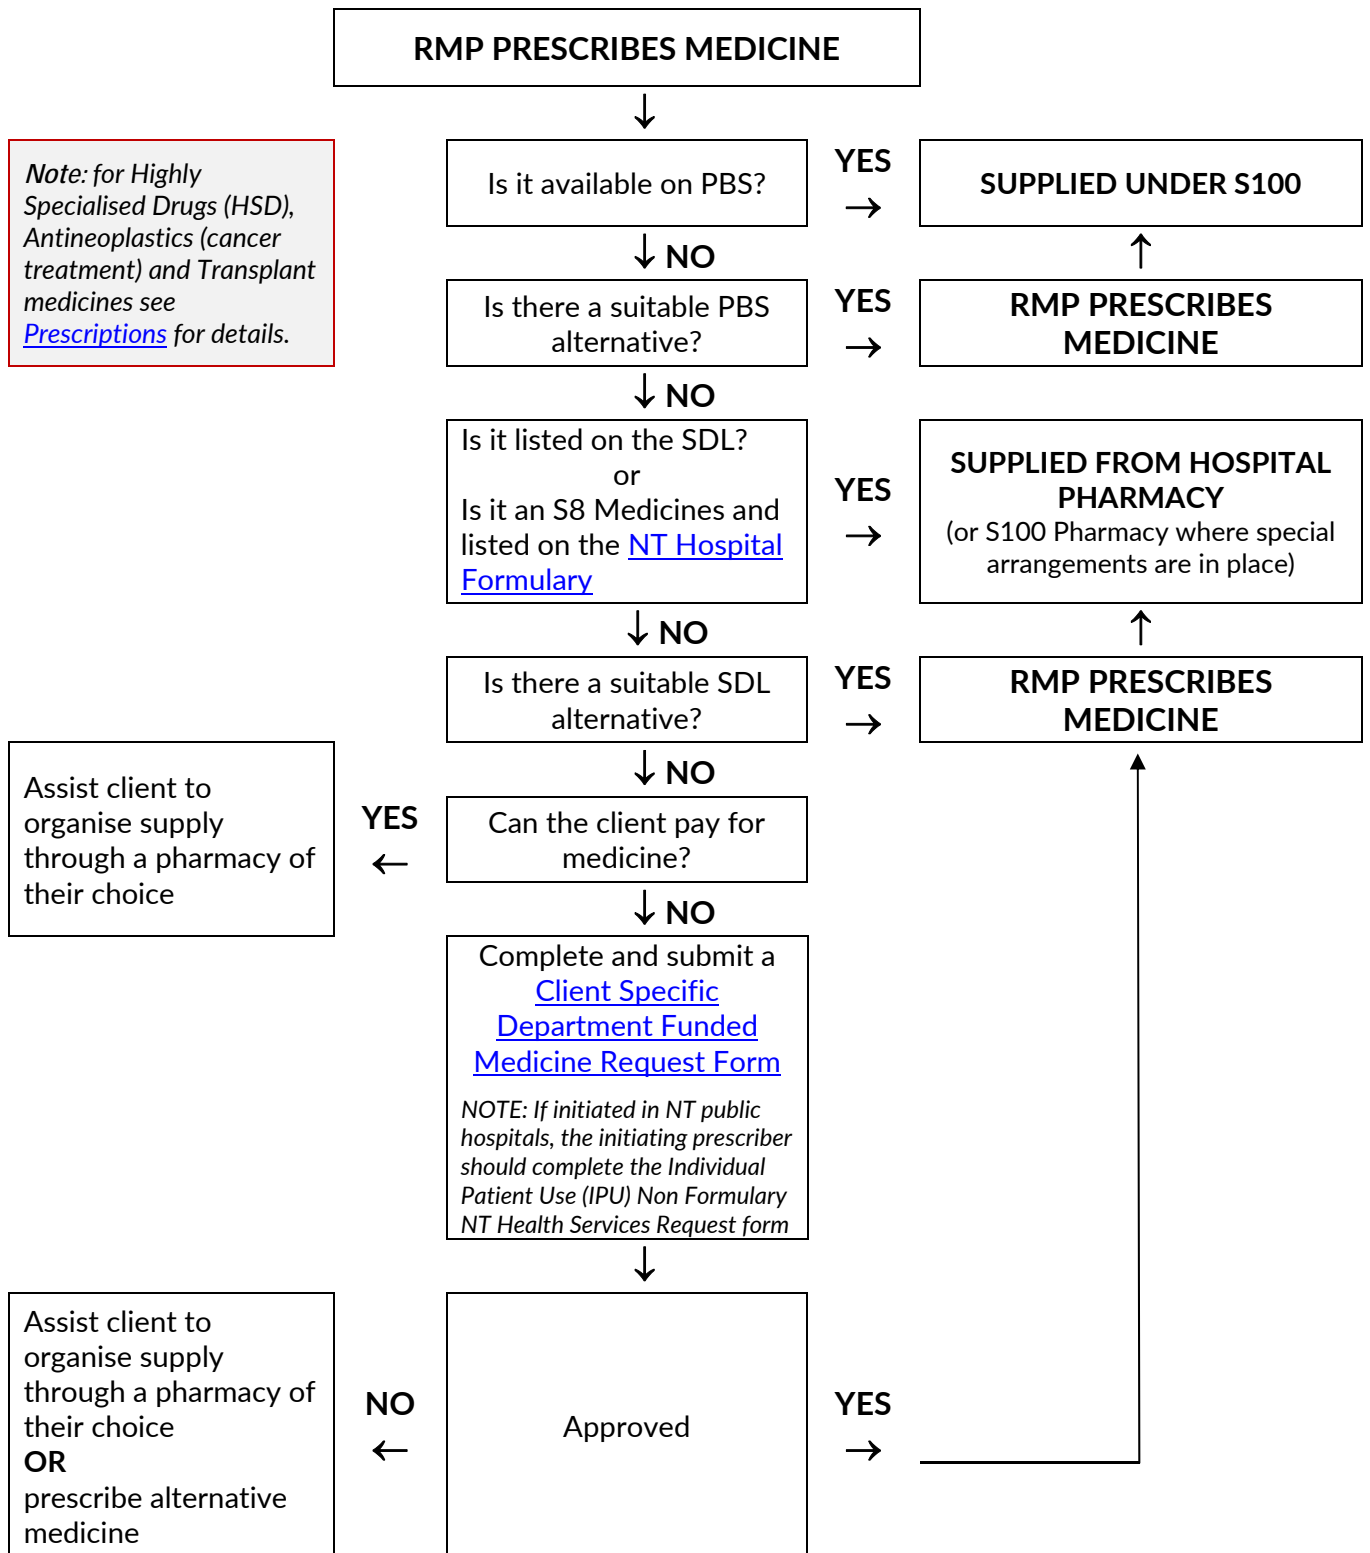 RMP PRESCRIBES MEDICINE
↓
Note: for Highly
Specialised Drugs (HSD),
Antineoplastics (cancer
treatment) and Transplant
medicines see
Prescriptions for details.
Is it available on PBS?
YES
→
SUPPLIED UNDER S100
↓ NO
↑
Is there a suitable PBS
alternative?
YES
→
RMP PRESCRIBES
MEDICINE
↓ NO
Is it listed on the SDL?
or
Is it an S8 Medicines and
listed on the NT Hospital
Formulary
YES
→
SUPPLIED FROM HOSPITAL
PHARMACY
(or S100 Pharmacy where special
arrangements are in place)
↓ NO
↑
Is there a suitable SDL
alternative?
YES
→
RMP PRESCRIBES
MEDICINE
↓ NO
Can the client pay for
medicine?
YES
←
Assist client to
organise supply
through a pharmacy of
their choice
↓ NO
Complete and submit a
Client Specific
Department Funded
Medicine Request Form
NOTE: If initiated in NT public
hospitals, the initiating prescriber
should complete the Individual
Patient Use (IPU) Non Formulary
NT Health Services Request form
↓
Approved
NO
←
Assist client to
organise supply
through a pharmacy of
their choice
OR
prescribe alternative
medicine
YES
→